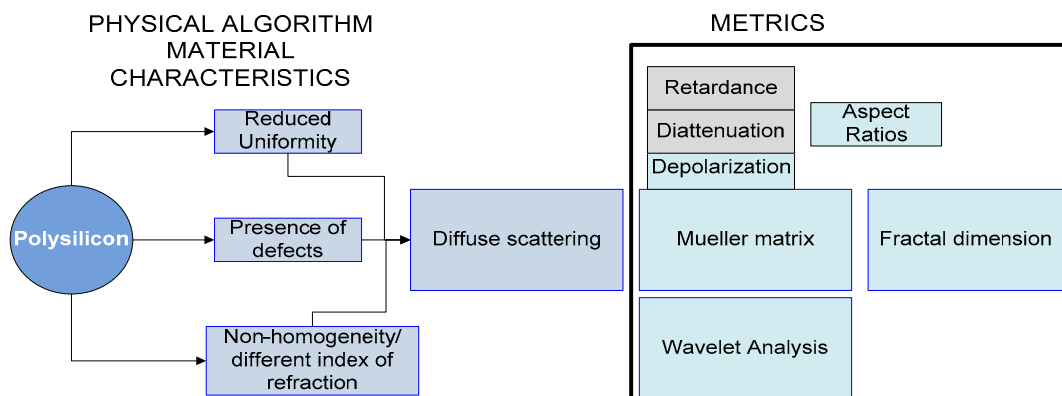 PHYSICAL ALGORITHM
MATERIAL
CHARACTERISTICS
METRICS
Reduced
Uniformity
Polysilicon
Presence of
defects
Non-homogeneity/
different index of
refraction
Diffuse scattering
Retardance
Diattenuation
Depolarization
Aspect
Ratios
Mueller matrix
Fractal dimension
Wavelet Analysis